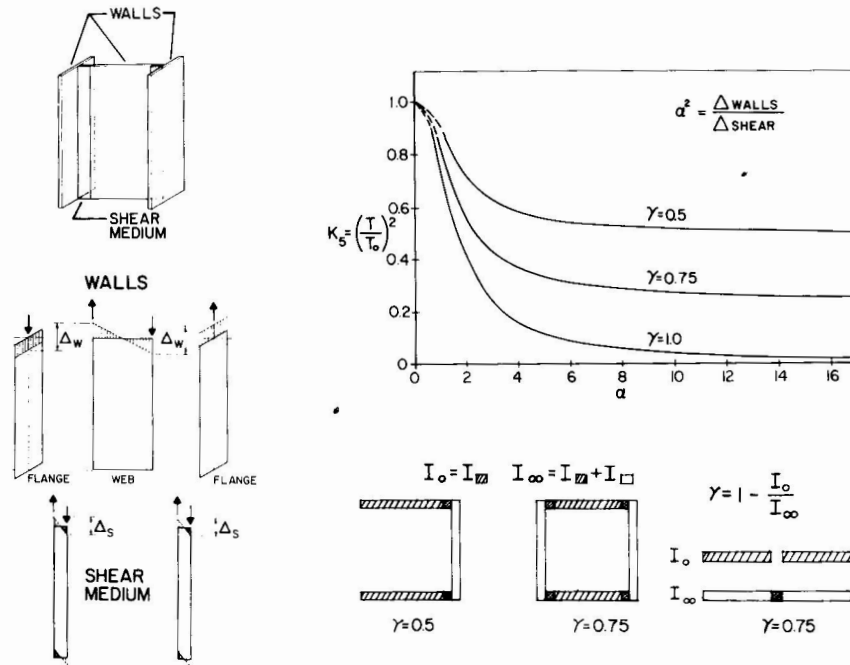 WALLS
SHEAR
MEDIUM
WALLS
Δw
Δw
FLANGE
WEB
FLANGE
Δs
Δs
SHEAR
MEDIUM
α² = Δ WALLS / Δ SHEAR
K₅=(T/T₀)²
1.0
0.8
0.6
0.4
0.2
0
γ=0.5
γ=0.75
γ=1.0
0 2 4 6 8 10 12 14 16
α
I₀ = I▨ I∞ = I▨ + I□
γ = 1 - I₀/I∞
I₀
I∞
γ=0.5
γ=0.75
γ=0.75